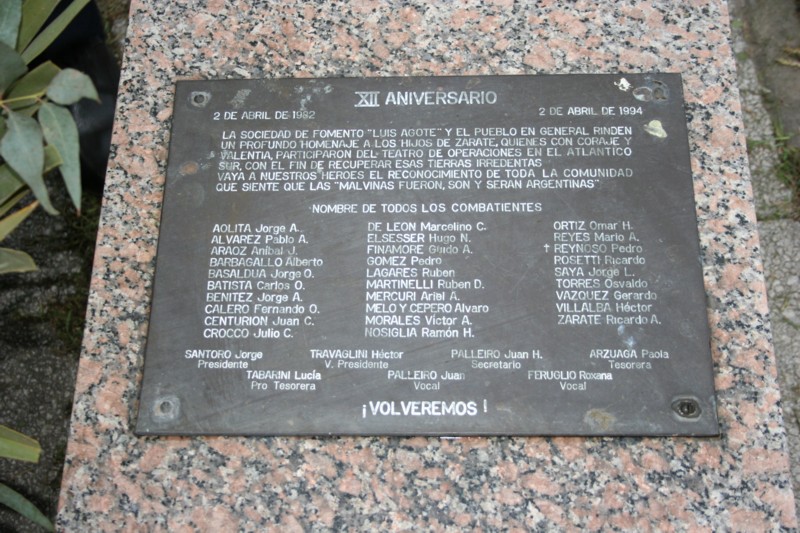 XII ANIVERSARIO
2 DE ABRIL DE 1982 2 DE ABRIL DE 1994
LA SOCIEDAD DE FOMENTO "LUIS AGOTE" Y EL PUEBLO EN GENERAL RINDEN
UN PROFUNDO HOMENAJE A LOS HIJOS DE ZARATE, QUIENES CON CORAJE Y
VALENTIA, PARTICIPARON DEL TEATRO DE OPERACIONES EN EL ATLANTICO
SUR, CON EL FIN DE RECUPERAR ESAS TIERRAS IRREDENTAS
VAYA A NUESTROS HEROES EL RECONOCIMIENTO DE TODA LA COMUNIDAD
QUE SIENTE QUE LAS "MALVINAS FUERON, SON Y SERAN ARGENTINAS"
NOMBRE DE TODOS LOS COMBATIENTES
AOLITA Jorge A.
ALVAREZ Pablo A.
ARAOZ Anibal J.
BARBAGALLO Alberto
BASALDUA Jorge O.
BATISTA Carlos O.
BENITEZ Jorge A.
CALERO Fernando O.
CENTURION Juan C.
CROCCO Julio C.
DE LEON Marcelino C.
ELSESSER Hugo N.
FINAMORE Guido A.
GOMEZ Pedro
LAGARES Ruben
MARTINELLI Ruben D.
MERCURI Ariel A.
MELO Y CEPERO Alvaro
MORALES Víctor A.
NOSIGLIA Ramón H.
ORTIZ Omar H.
REYES Mario A.
† REYNOSO Pedro
POSETTI Ricardo
SAYA Jorge L.
TORRES Osvaldo
VAZQUEZ Gerardo
VILLALBA Héctor
ZARATE Ricardo A.
SANTORO Jorge TRAVAGLINI Héctor PALLEIRO Juan H. ARZUAGA Paola
Presidente V. Presidente Secretario Tesorera
TABARINI Lucía PALLEIRO Juan FERUGLIO Roxana
Pro Tesorera Vocal Vocal
¡VOLVEREMOS!